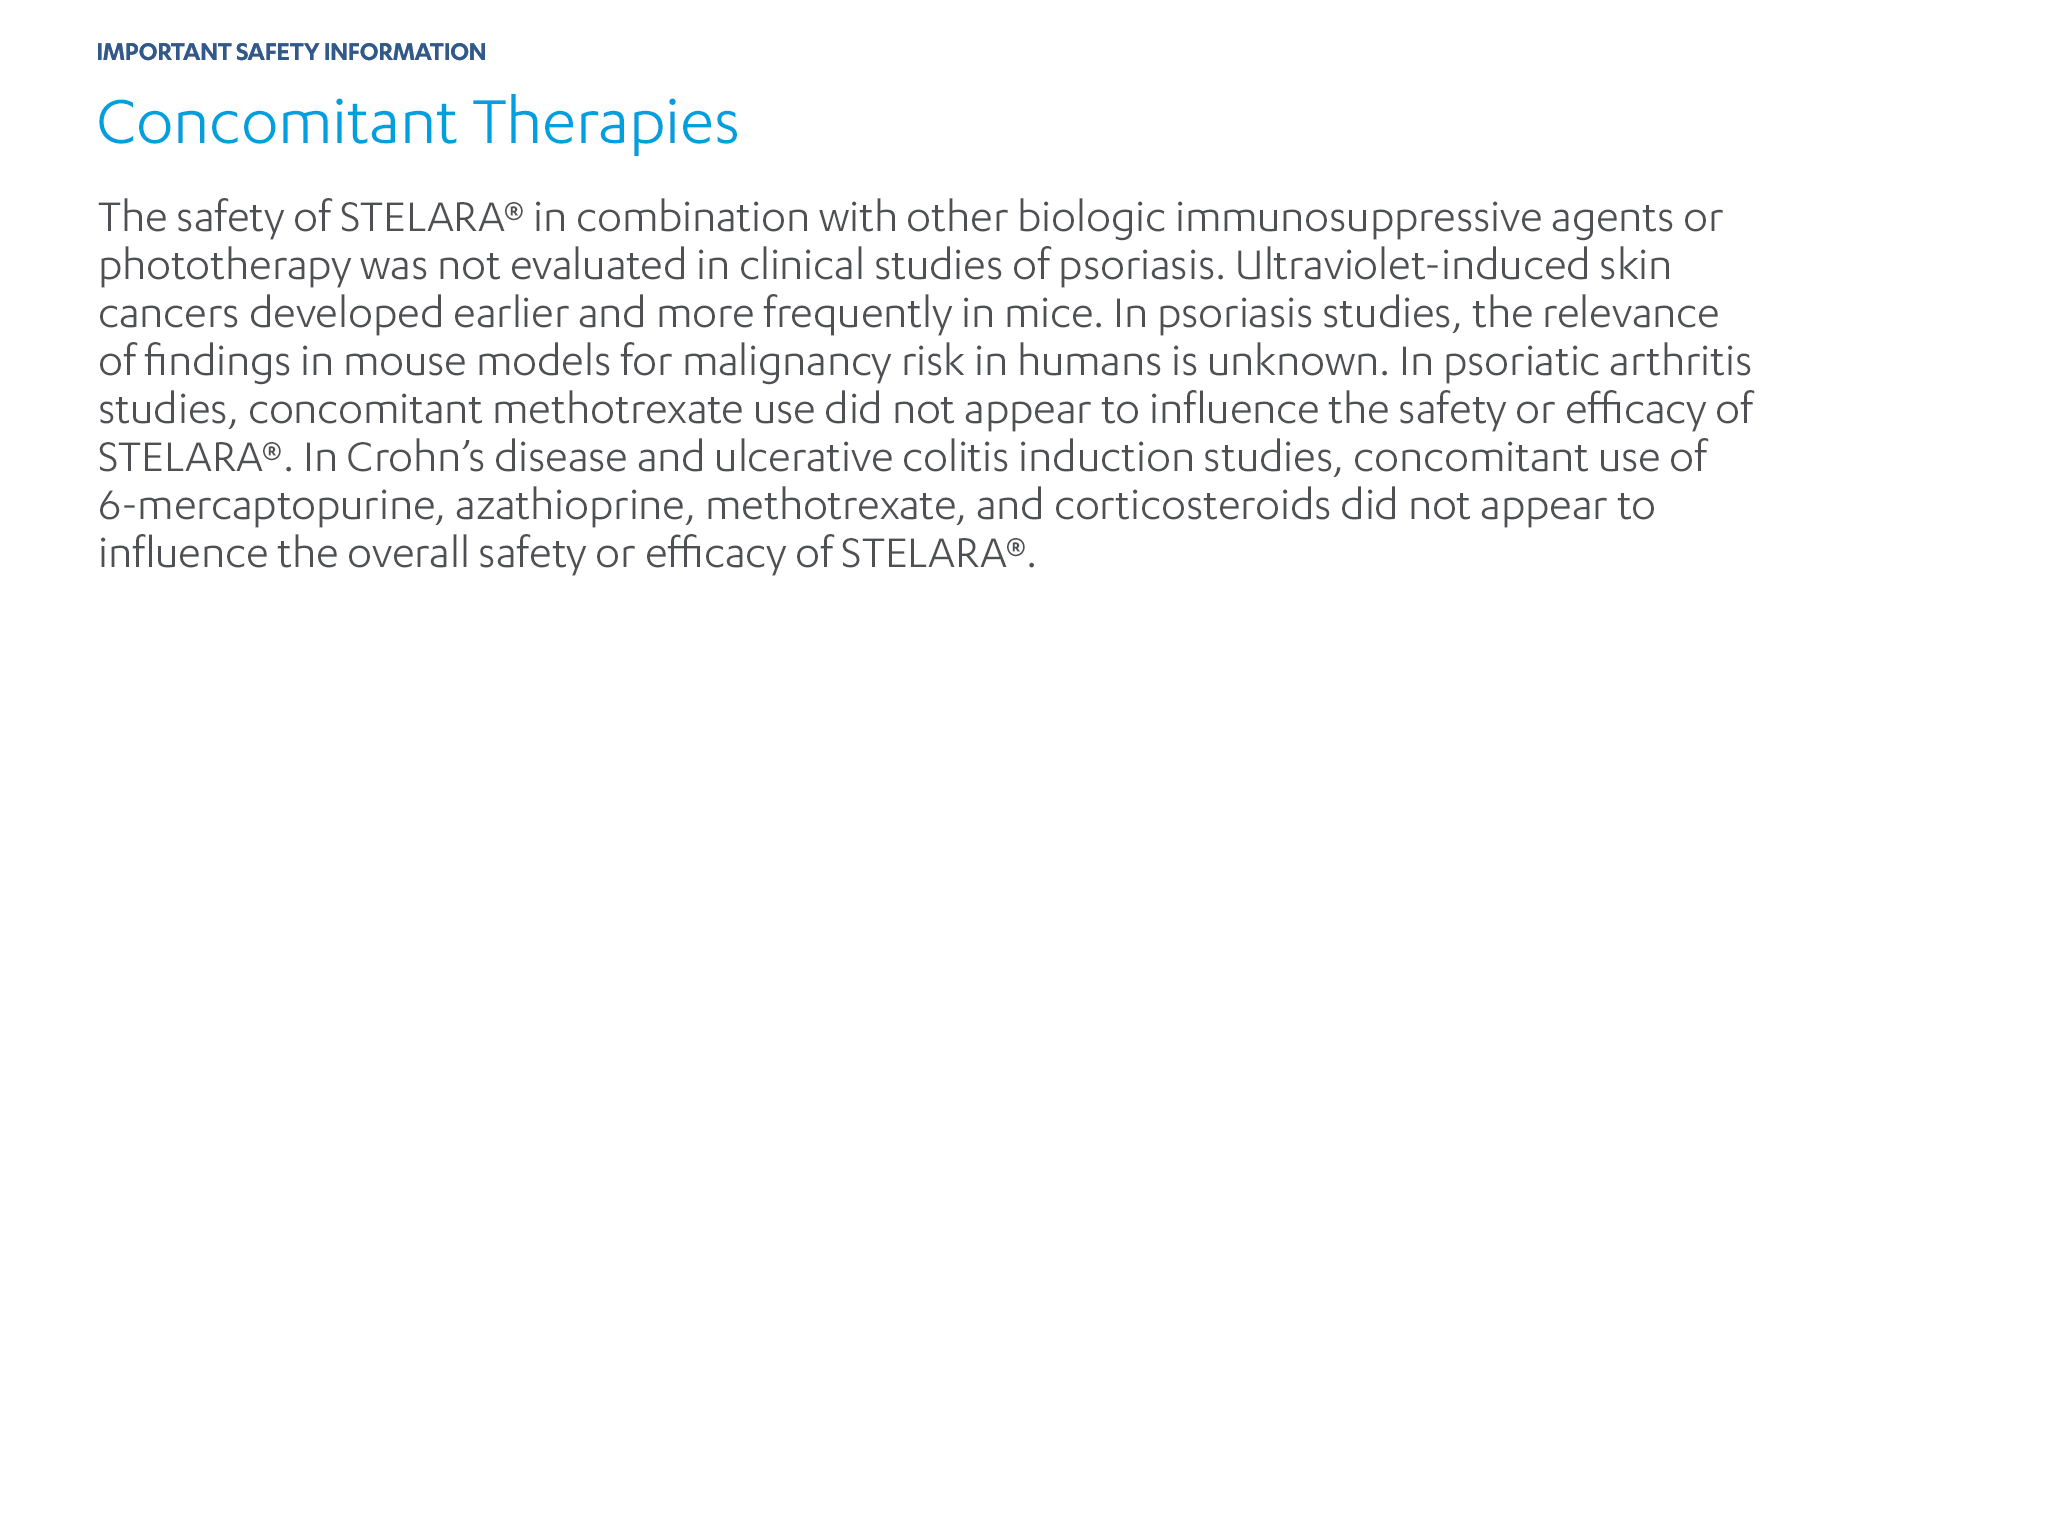 IMPORTANT SAFETY INFORMATION
Concomitant Therapies
The safety of STELARA® in combination with other biologic immunosuppressive agents or
phototherapy was not evaluated in clinical studies of psoriasis. Ultraviolet-induced skin
cancers developed earlier and more frequently in mice. In psoriasis studies, the relevance
of findings in mouse models for malignancy risk in humans is unknown. In psoriatic arthritis
studies, concomitant methotrexate use did not appear to influence the safety or efficacy of
STELARA®. In Crohn’s disease and ulcerative colitis induction studies, concomitant use of
6-mercaptopurine, azathioprine, methotrexate, and corticosteroids did not appear to
influence the overall safety or efficacy of STELARA®.